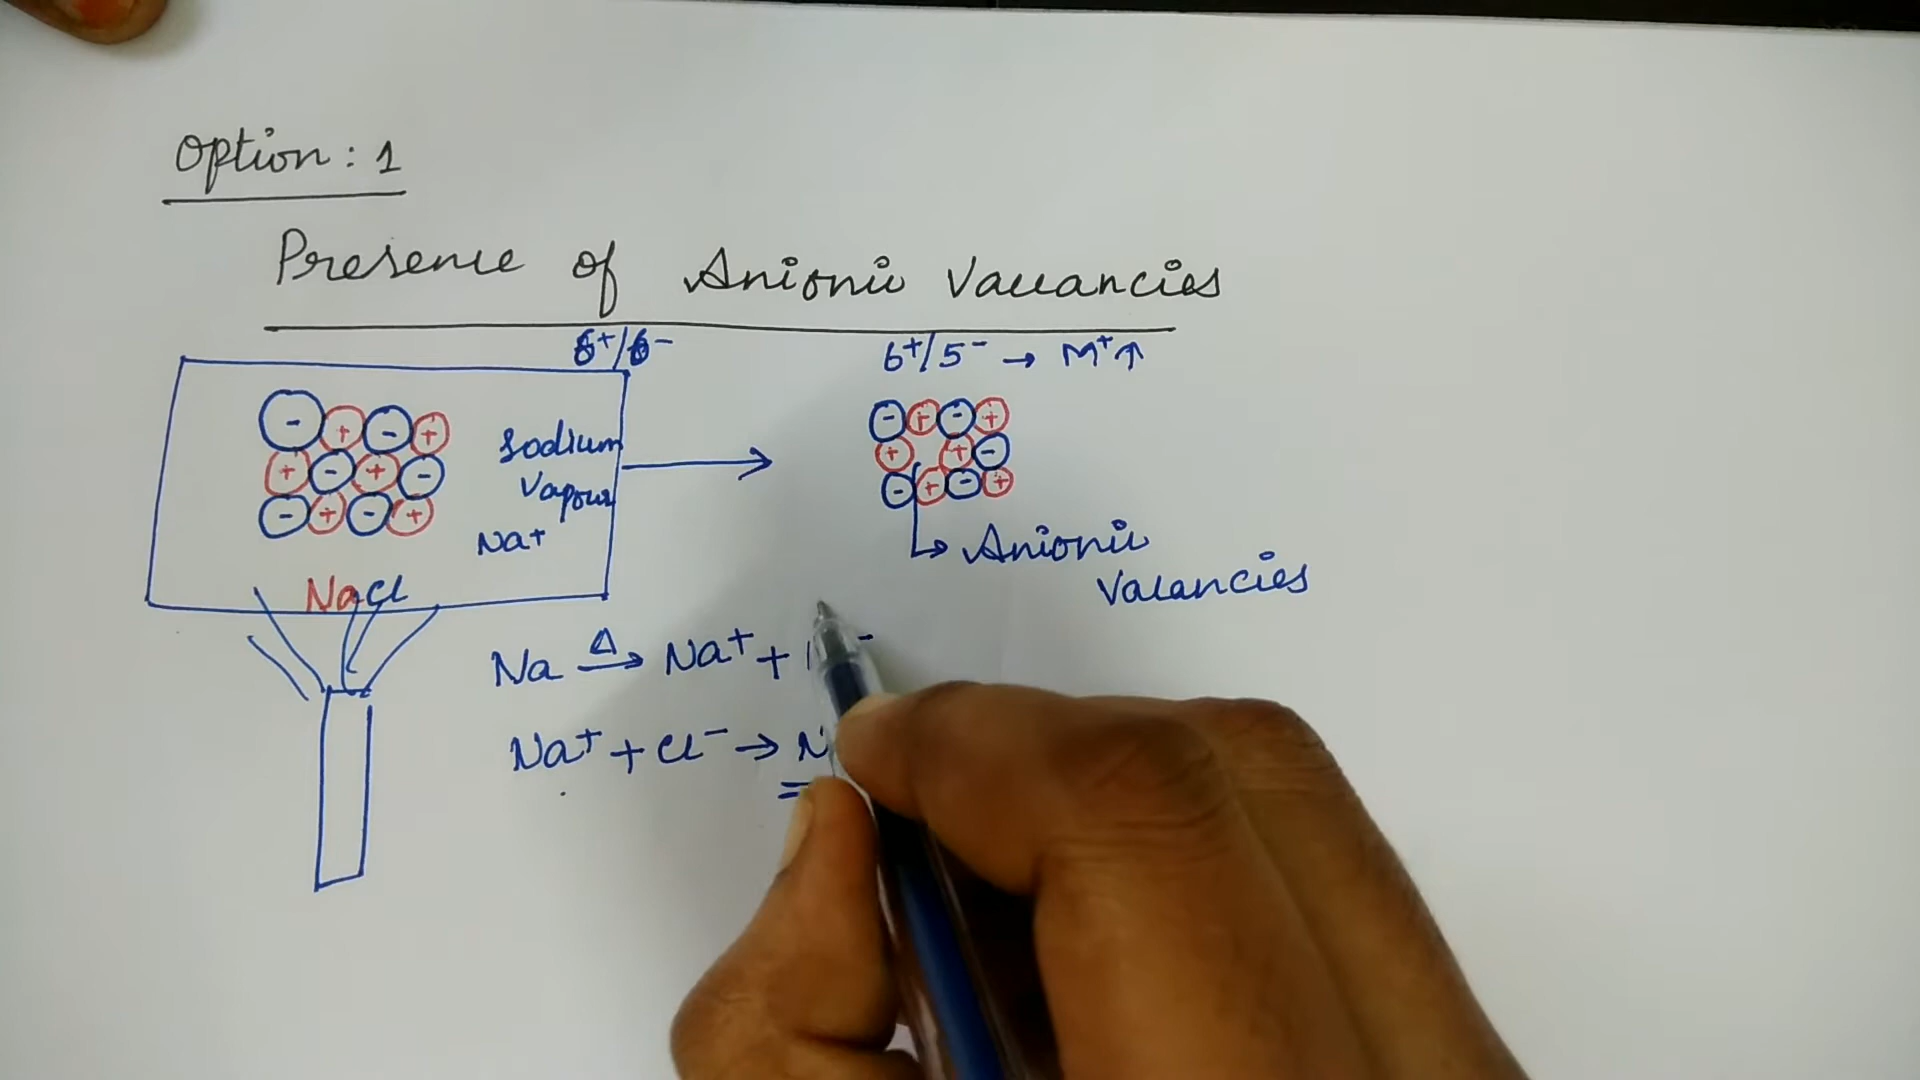 Option : 1
Presence of Anionic Vacancies
6⁺/6⁻
6⁺/5⁻ → M⁺↑
- + - +
+ - + -
- + - +
Sodium
Vapour
Na⁺
NaCl
- + - +
+ + -
- + - +
Anionic
Vacancies
Na Δ→ Na⁺ +
Na⁺ + Cl⁻ →